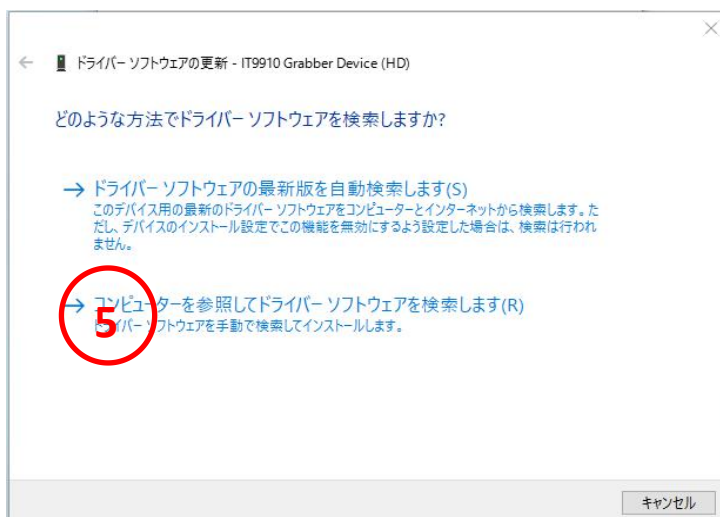 ドライバー ソフトウェアの更新 - IT9910 Grabber Device (HD)
どのような方法でドライバー ソフトウェアを検索しますか?
→ ドライバー ソフトウェアの最新版を自動検索します(S)
このデバイス用の最新のドライバー ソフトウェアをコンピューターとインターネットから検索します。た
だし、デバイスのインストール設定でこの機能を無効にするよう設定した場合は、検索は行われ
ません。
→ コンピューターを参照してドライバー ソフトウェアを検索します(R)
5
ドライバー ソフトウェアを手動で検索してインストールします。
キャンセル